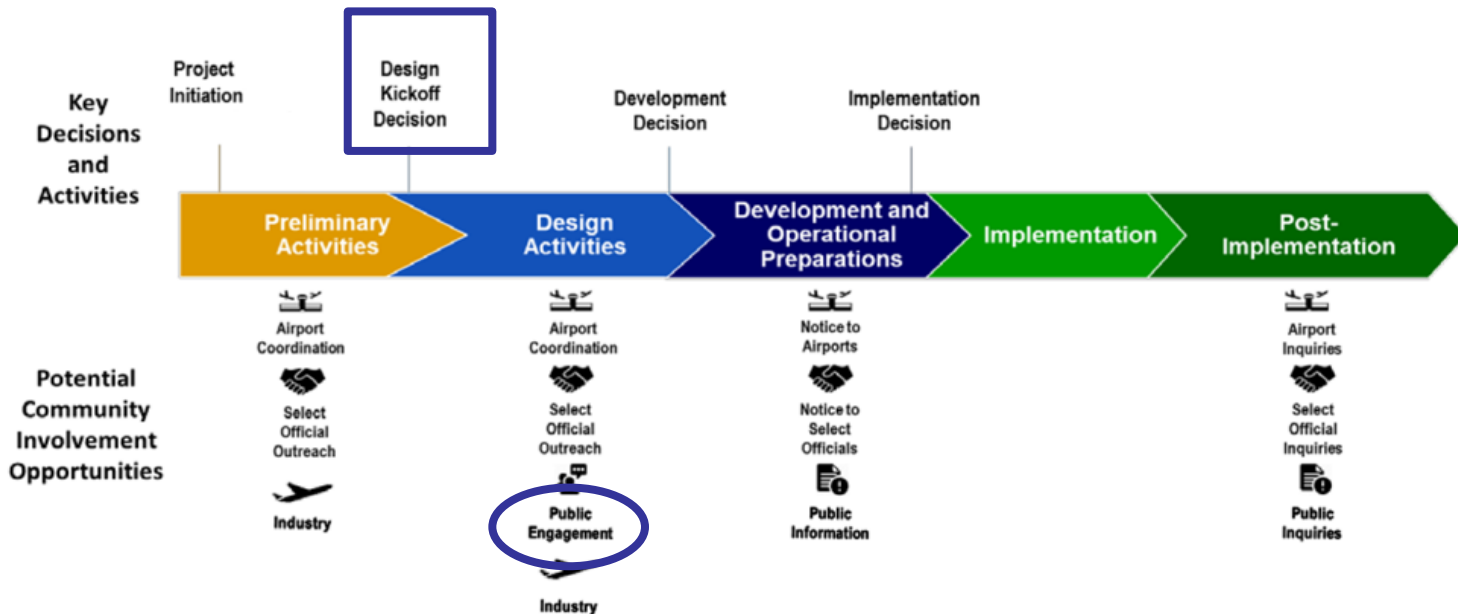 Key
Decisions
and
Activities
Project
Initiation
Design
Kickoff
Decision
Development
Decision
Implementation
Decision
Preliminary
Activities
Design
Activities
Development and
Operational
Preparations
Implementation
Post-
Implementation
Potential
Community
Involvement
Opportunities
Airport
Coordination
Select
Official
Outreach
Industry
Airport
Coordination
Select
Official
Outreach
Public
Engagement
Industry
Notice to
Airports
Notice to
Select
Officials
Public
Information
Airport
Inquiries
Select
Official
Inquiries
Public
Inquiries